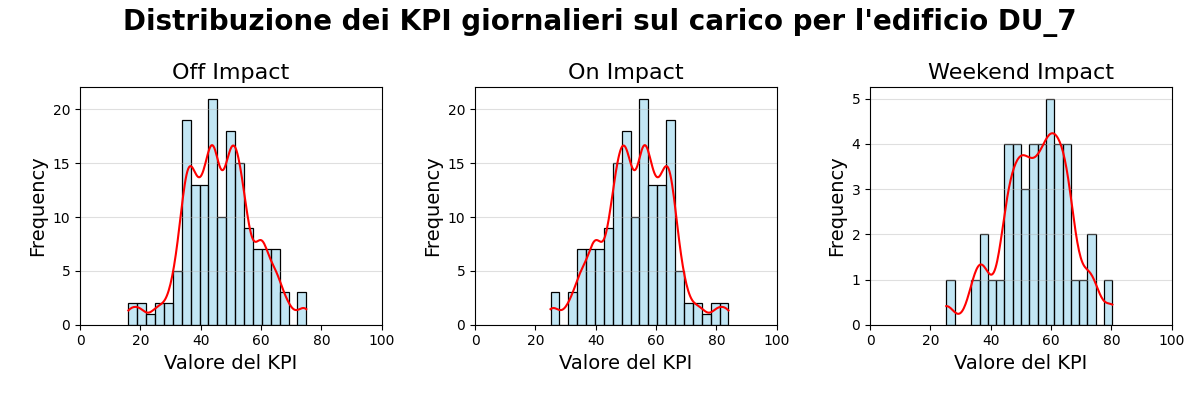 Distribuzione dei KPI giornalieri sul carico per l'edificio DU_7
Off Impact
On Impact
Weekend Impact
Frequency
20
15
10
5
0
0 20 40 60 80 100
Valore del KPI
Frequency
20
15
10
5
0
0 20 40 60 80 100
Valore del KPI
Frequency
5
4
3
2
1
0
0 20 40 60 80 100
Valore del KPI